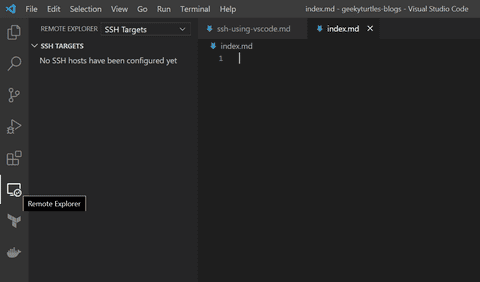 File Edit Selection View Go Run Terminal Help index.md - geekyturtles-blogs - Visual Studio Code
REMOTE EXPLORER SSH Targets
ssh-using-vscode.md index.md
SSH TARGETS
index.md
No SSH hosts have been configured yet
1
Remote Explorer